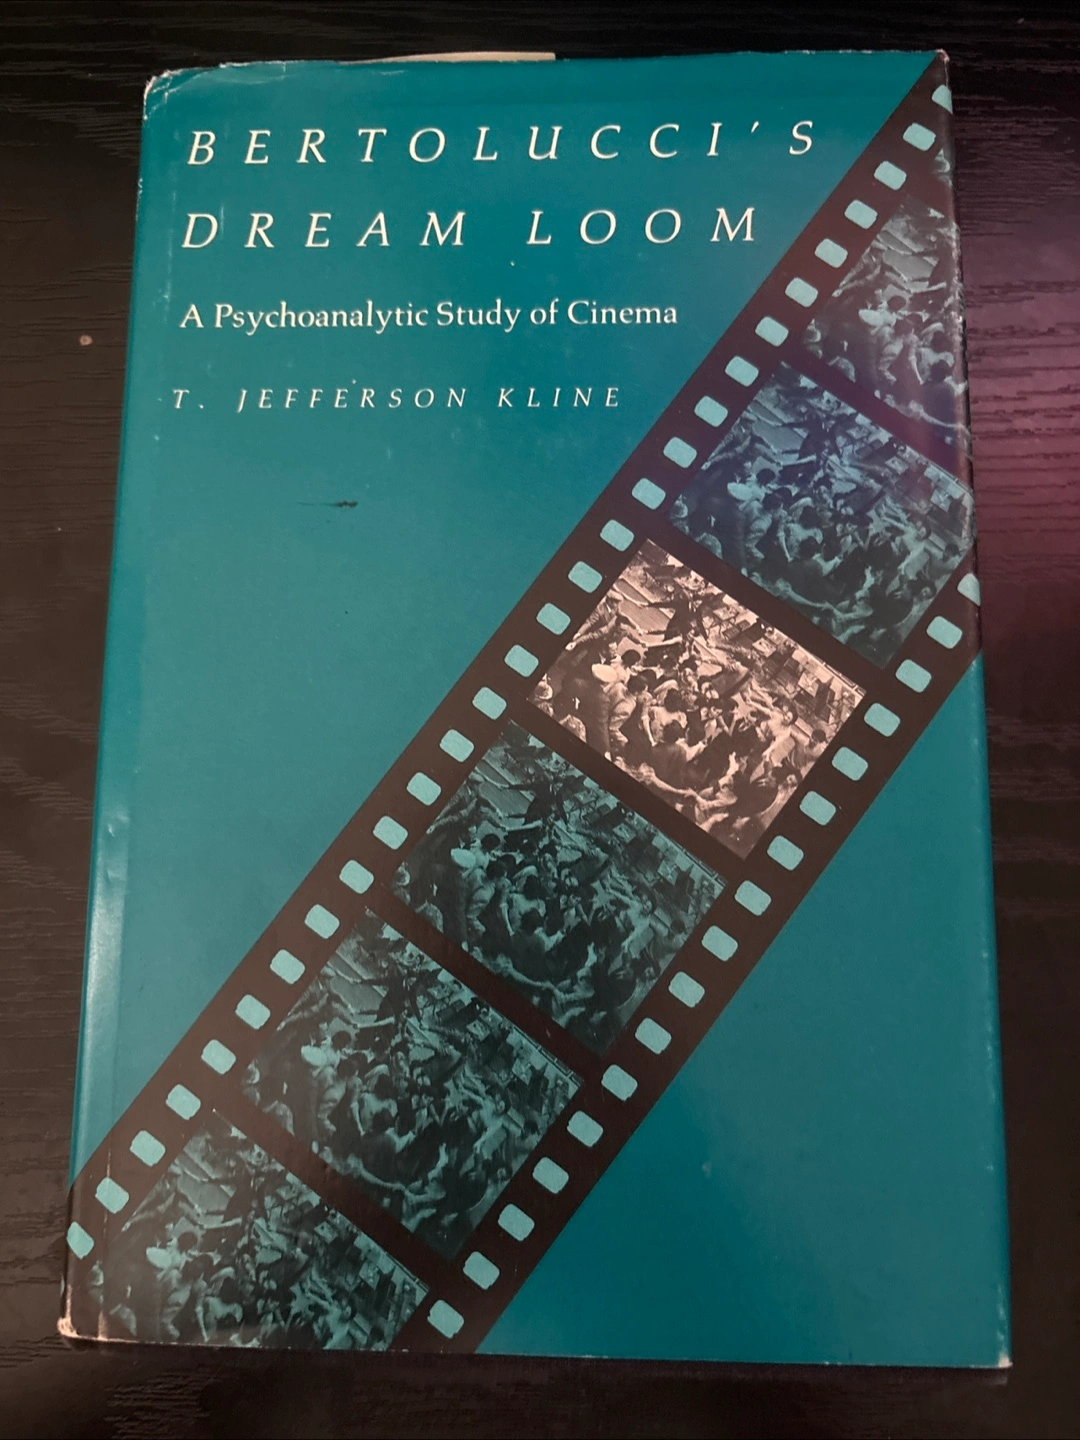 BERTOLUCCI'S
DREAM LOOM
A Psychoanalytic Study of Cinema
T. JEFFERSON KLINE